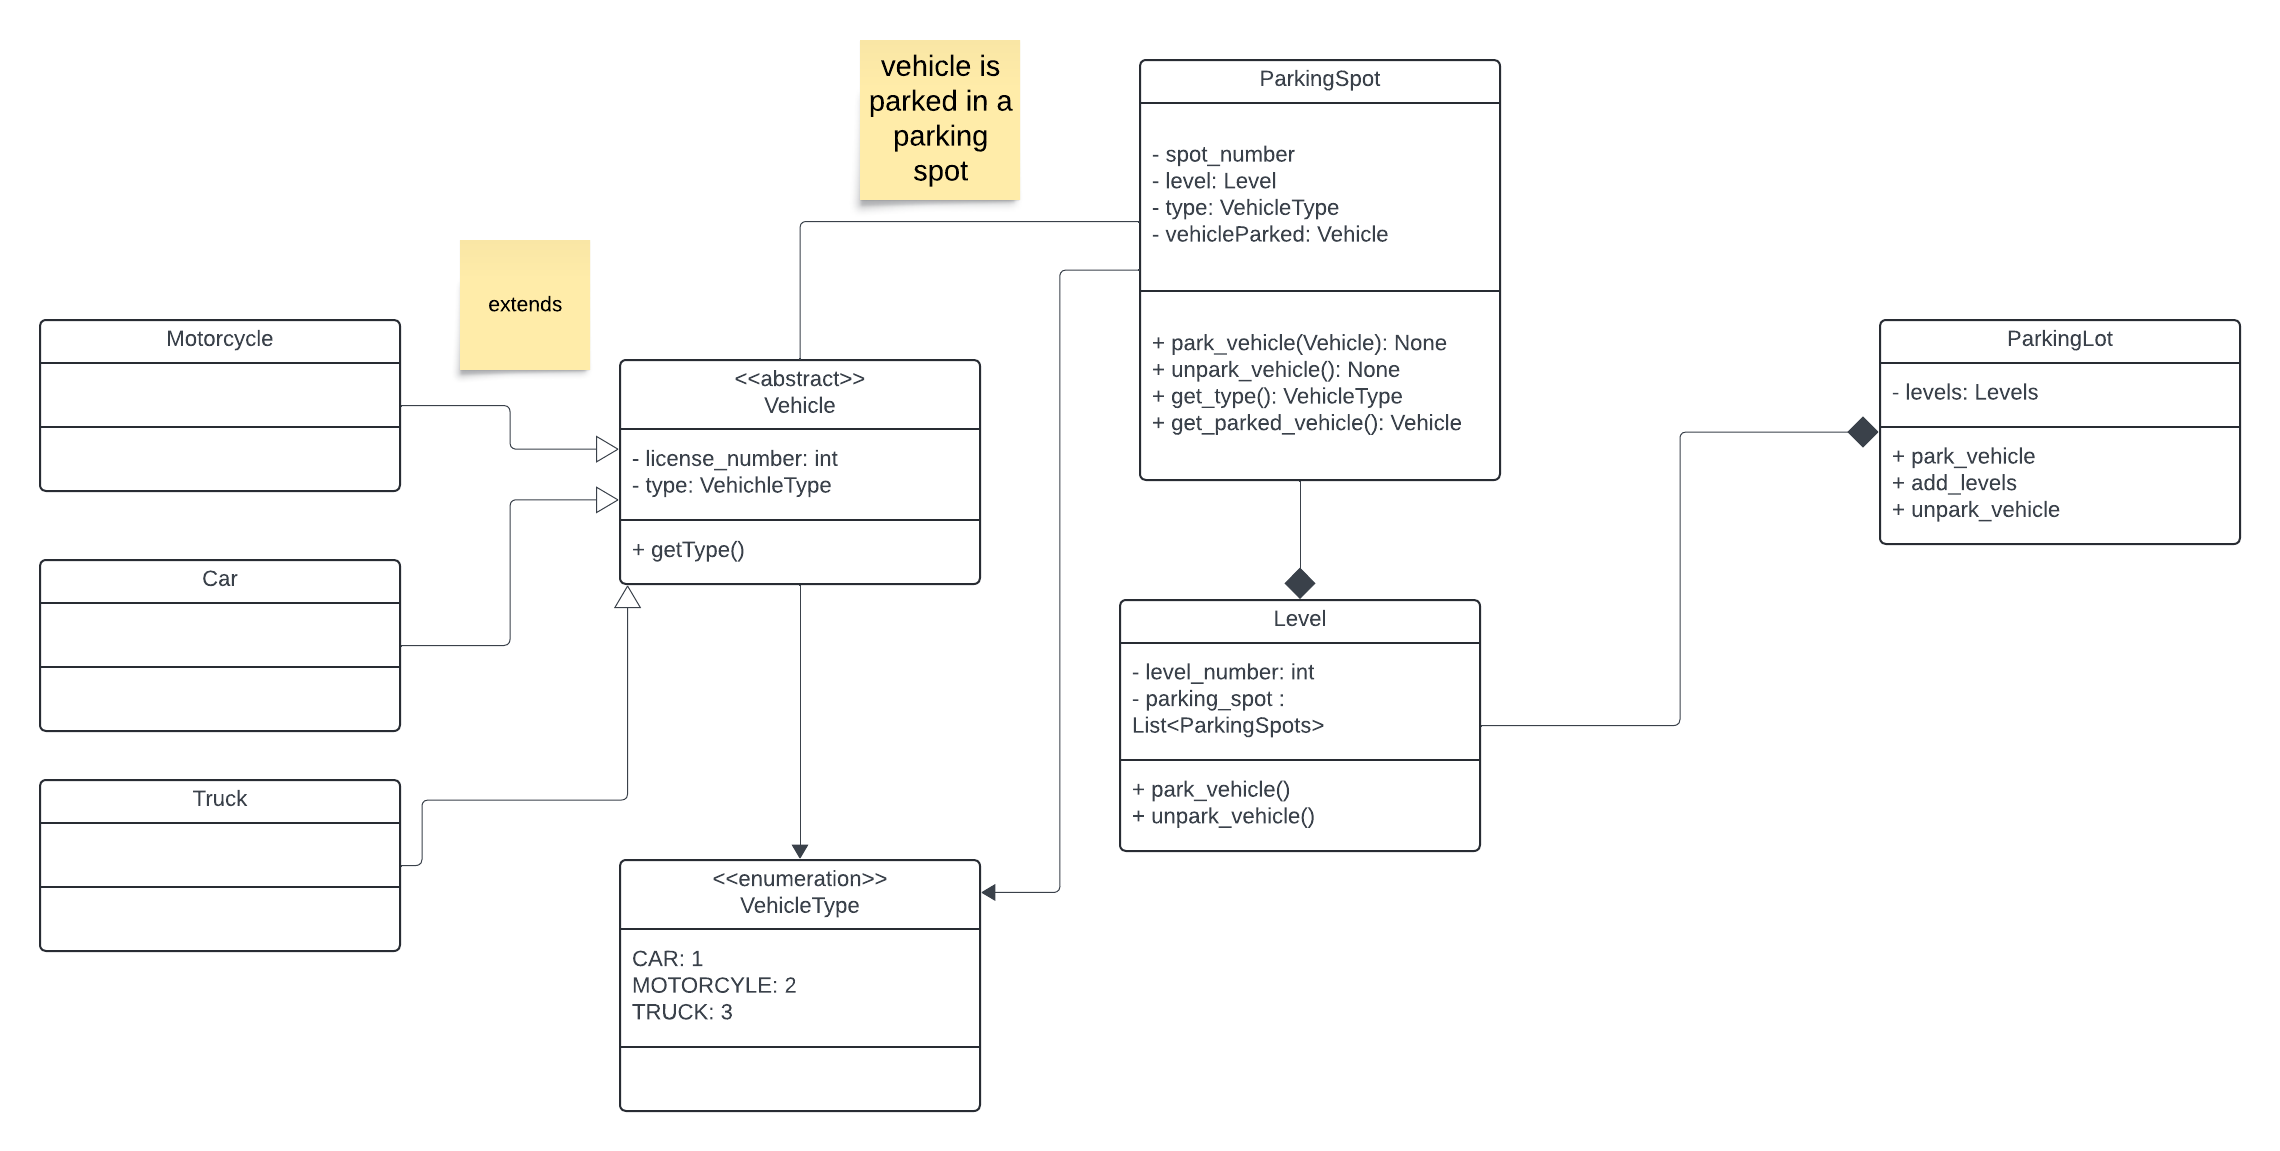 vehicle is
parked in a
parking
spot
extends
Motorcycle
Car
Truck
<<abstract>>
Vehicle
- license_number: int
- type: VehichleType
+ getType()
<<enumeration>>
VehicleType
CAR: 1
MOTORCYLE: 2
TRUCK: 3
ParkingSpot
- spot_number
- level: Level
- type: VehicleType
- vehicleParked: Vehicle
+ park_vehicle(Vehicle): None
+ unpark_vehicle(): None
+ get_type(): VehicleType
+ get_parked_vehicle(): Vehicle
Level
- level_number: int
- parking_spot :
List<ParkingSpots>
+ park_vehicle()
+ unpark_vehicle()
ParkingLot
- levels: Levels
+ park_vehicle
+ add_levels
+ unpark_vehicle